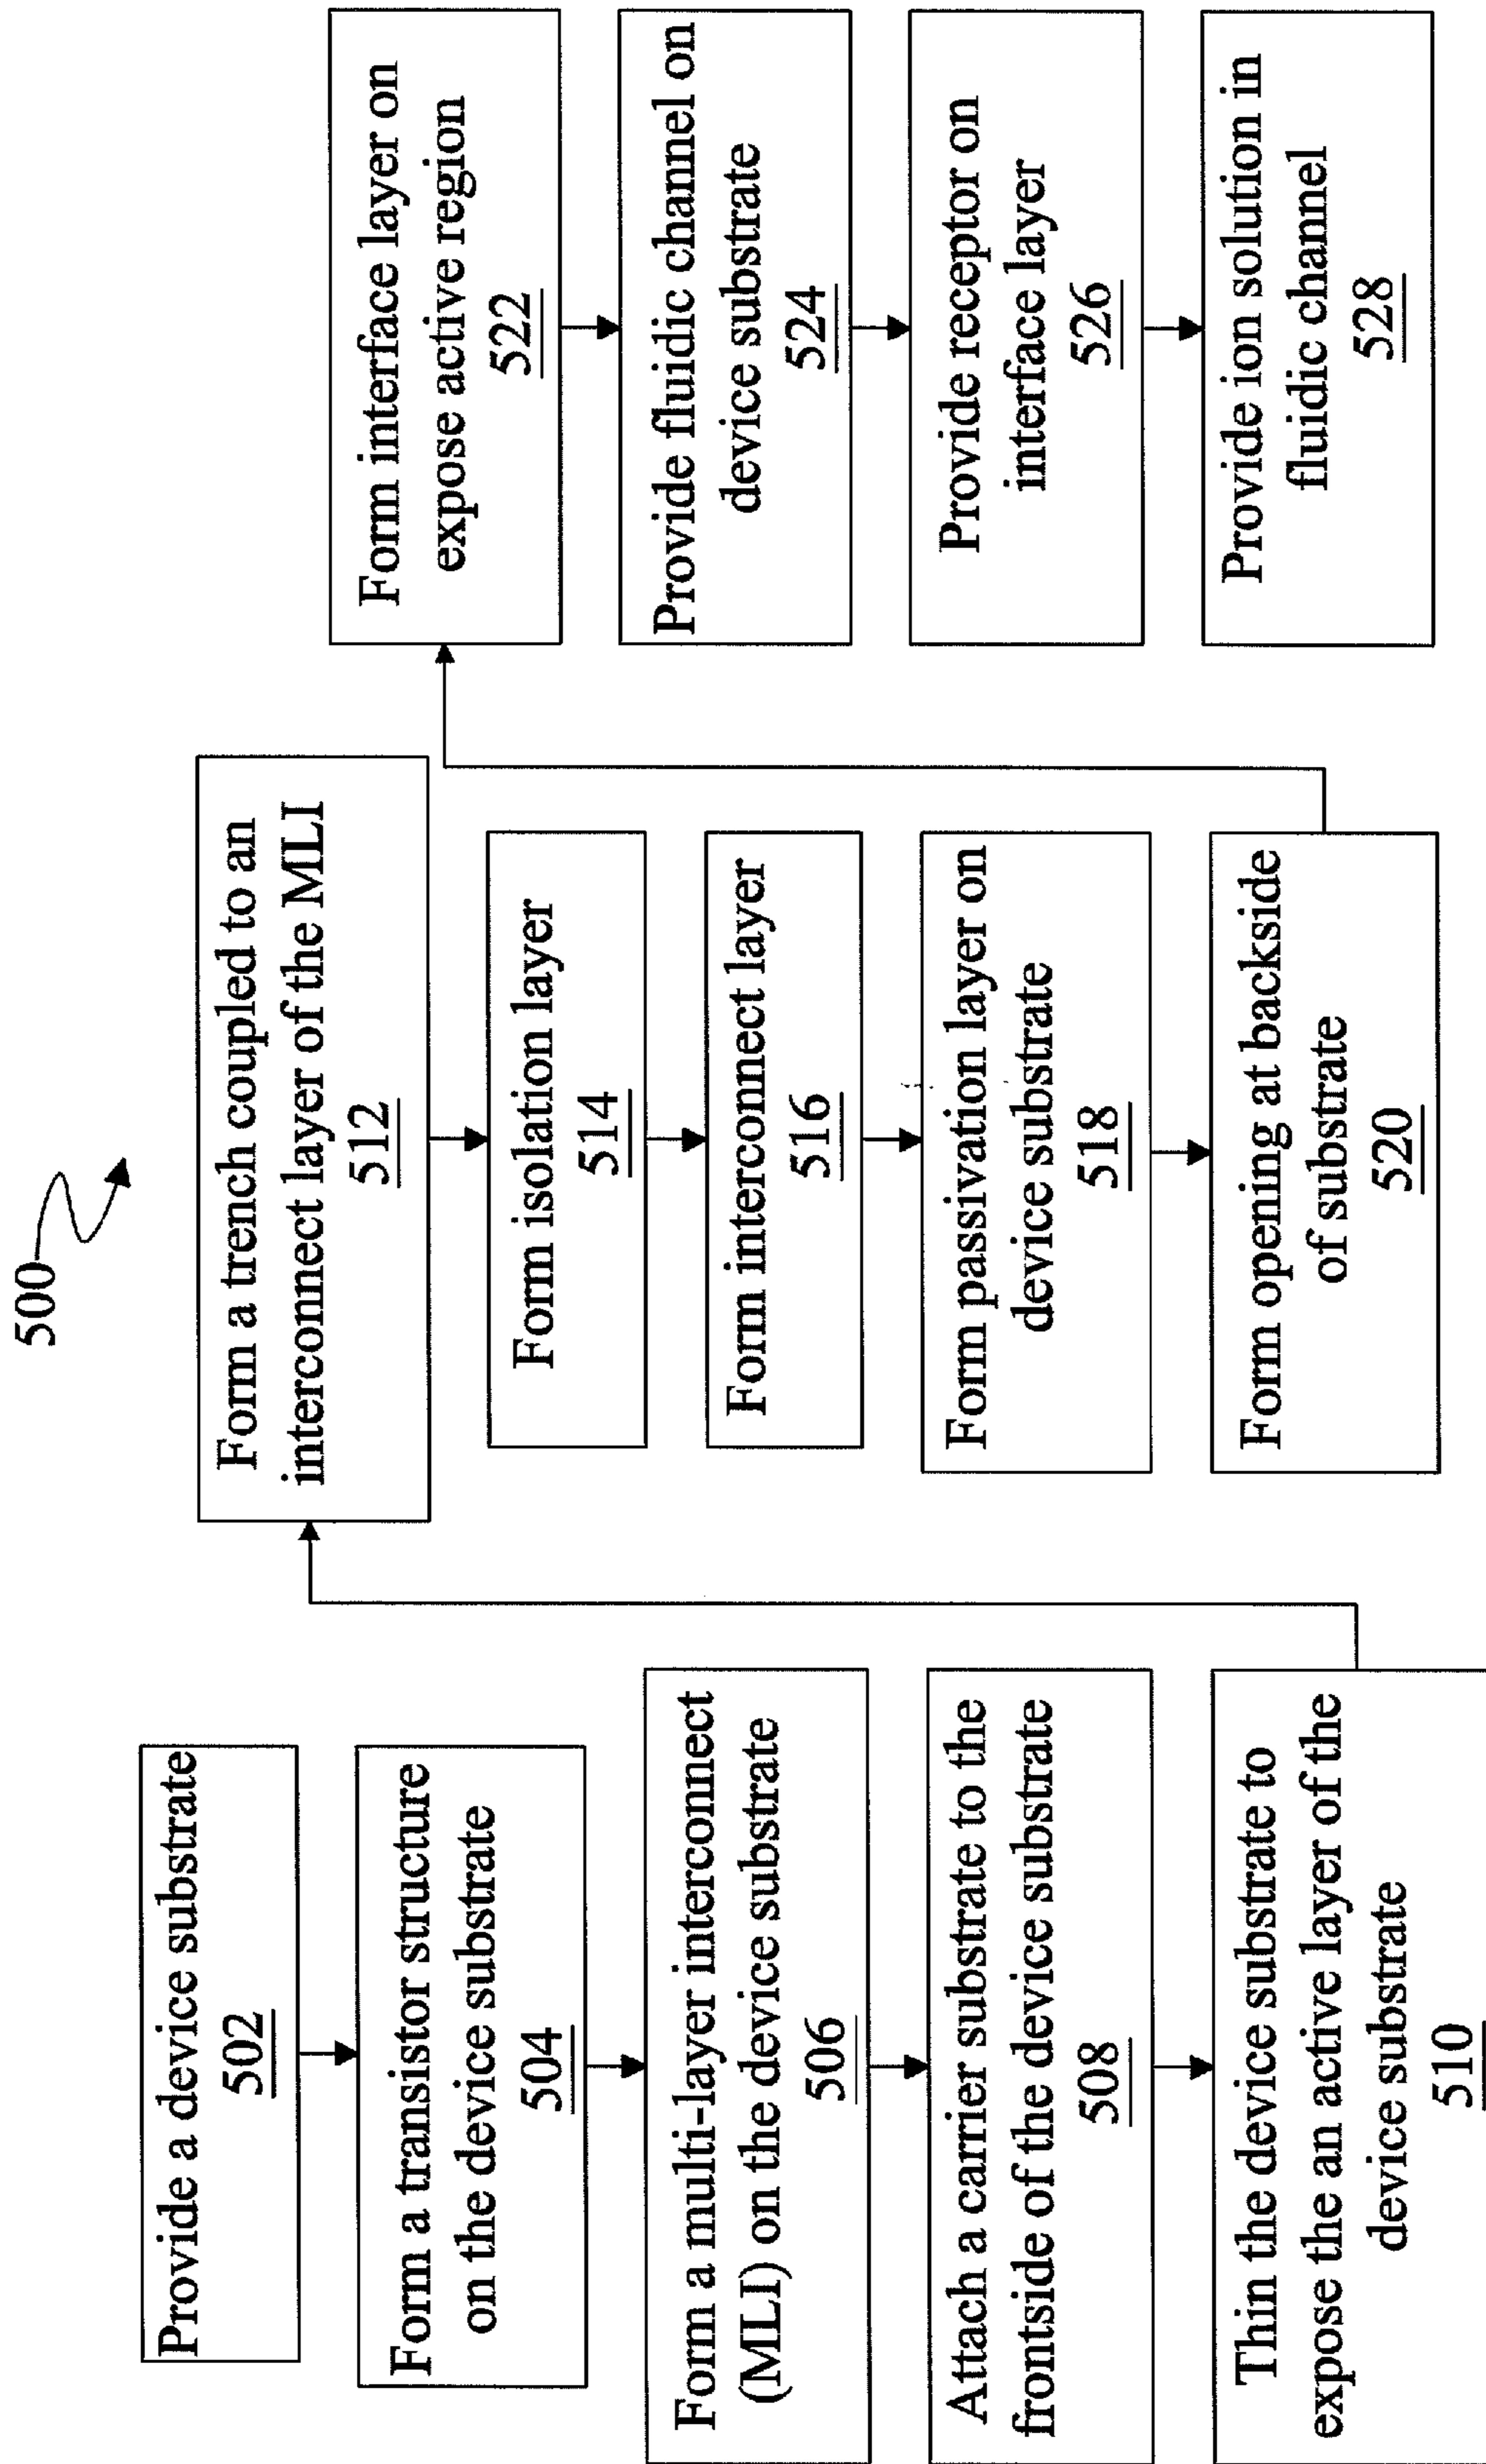 500
Provide a device substrate
502
Form a transistor structure
on the device substrate
504
Form a multi-layer interconnect
(MLI) on the device substrate
506
Attach a carrier substrate to the
frontside of the device substrate
508
Thin the device substrate to
expose the an active layer of the
device substrate
510
Form a trench coupled to an
interconnect layer of the MLI
512
Form isolation layer
514
Form interconnect layer
516
Form passivation layer on
device substrate
518
Form opening at backside
of substrate
520
Form interface layer on
expose active region
522
Provide fluidic channel on
device substrate
524
Provide receptor on
interface layer
526
Provide ion solution in
fluidic channel
528